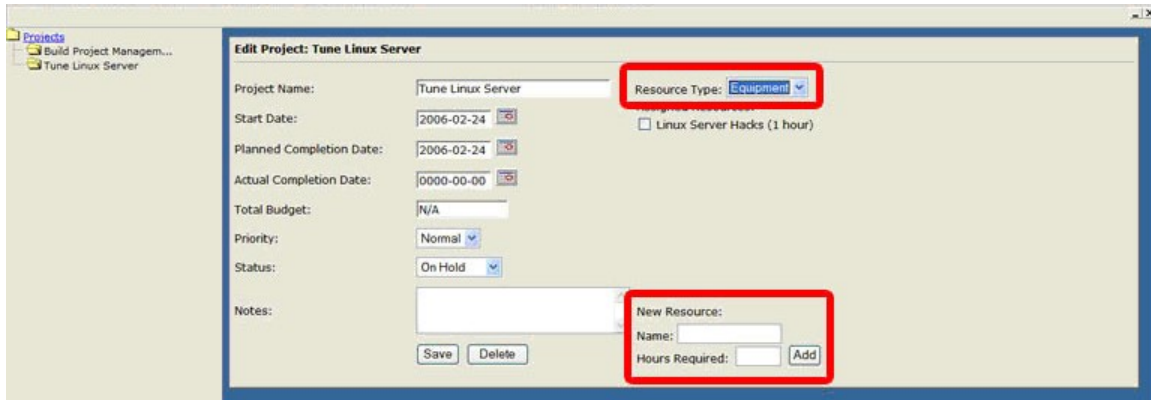 Projects
Build Project Managem...
Tune Linux Server
Edit Project: Tune Linux Server
Project Name: Tune Linux Server
Start Date: 2006-02-24
Planned Completion Date: 2006-02-24
Actual Completion Date: 0000-00-00
Total Budget: N/A
Priority: Normal
Status: On Hold
Notes:
Save Delete
Resource Type: Equipment
Assigned Resources:
Linux Server Hacks (1 hour)
New Resource:
Name:
Hours Required: Add